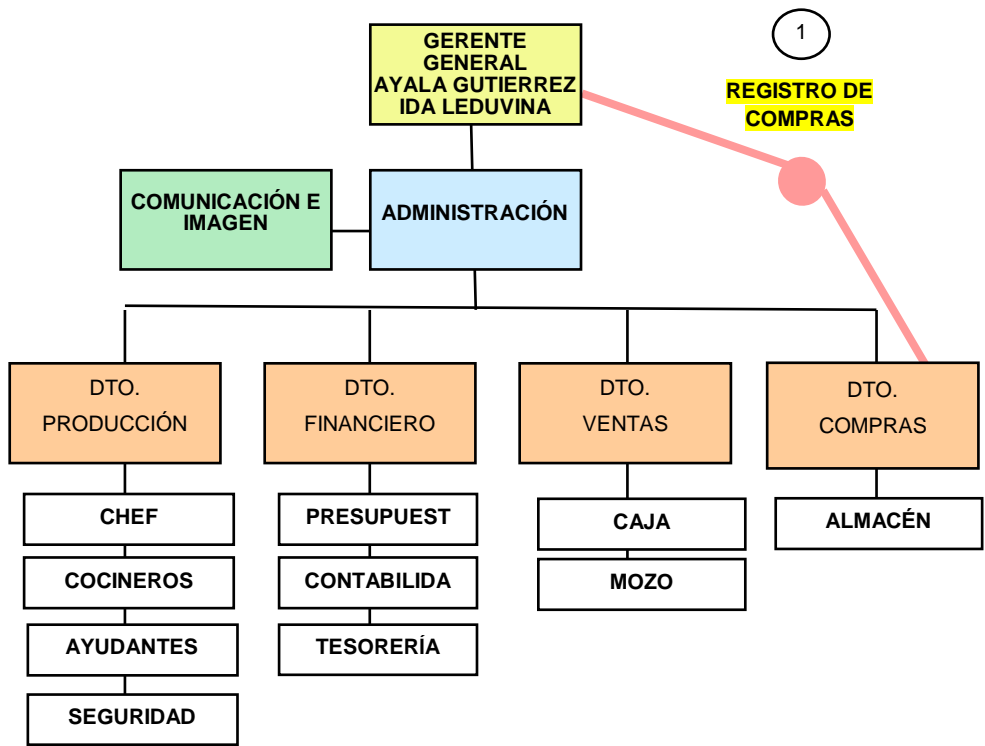 GERENTE
GENERAL
AYALA GUTIERREZ
IDA LEDUVINA
1
REGISTRO DE
COMPRAS
COMUNICACIÓN E
IMAGEN
ADMINISTRACIÓN
DTO.
PRODUCCIÓN
DTO.
FINANCIERO
DTO.
VENTAS
DTO.
COMPRAS
CHEF
COCINEROS
AYUDANTES
SEGURIDAD
PRESUPUEST
CONTABILIDA
TESORERÍA
CAJA
MOZO
ALMACÉN